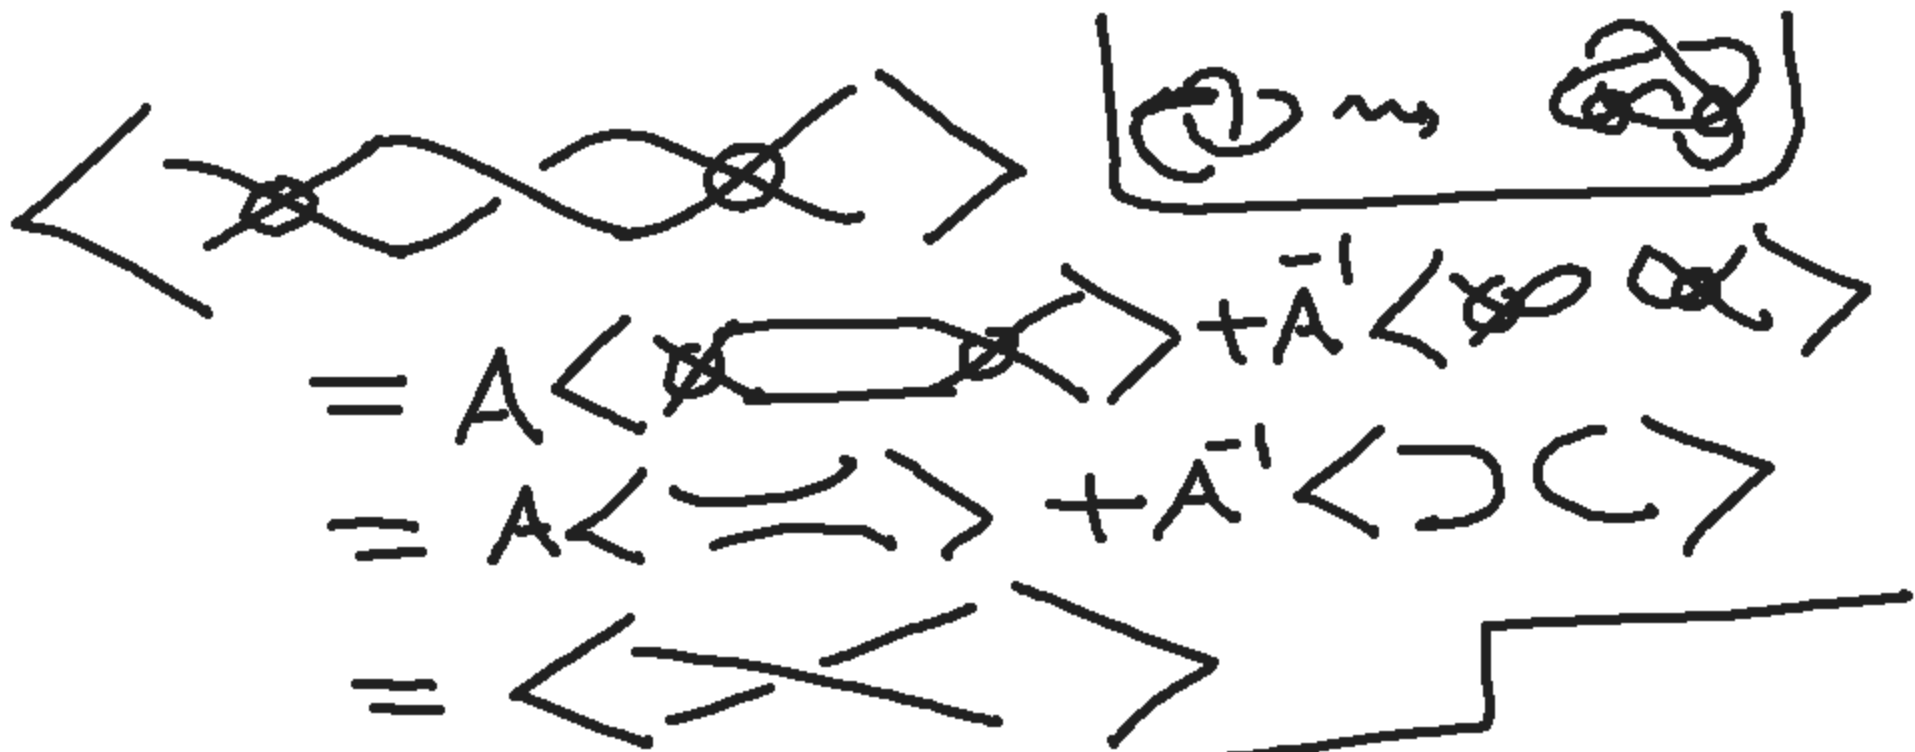 < >
= A < > + A⁻¹ < >
= A < > + A⁻¹ < >
= < >